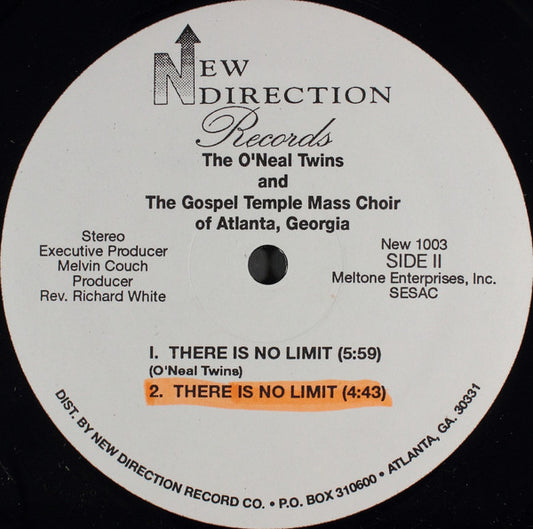 NEW
DIRECTION
Records
The O'Neal Twins
and
The Gospel Temple Mass Choir
of Atlanta, Georgia
Stereo
Executive Producer
Melvin Couch
Producer
Rev. Richard White
New 1003
SIDE II
Meltone Enterprises, Inc.
SESAC
I. THERE IS NO LIMIT (5:59)
(O'Neal Twins)
2. THERE IS NO LIMIT (4:43)
DIST. BY NEW DIRECTION RECORD CO. • P.O. BOX 310600 • ATLANTA, GA. 30331